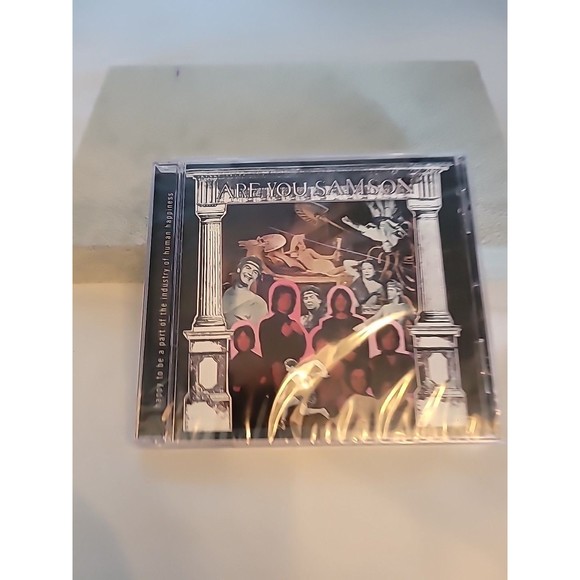 ARE YOU SAMSON
happy to be a part of the industry of human happiness